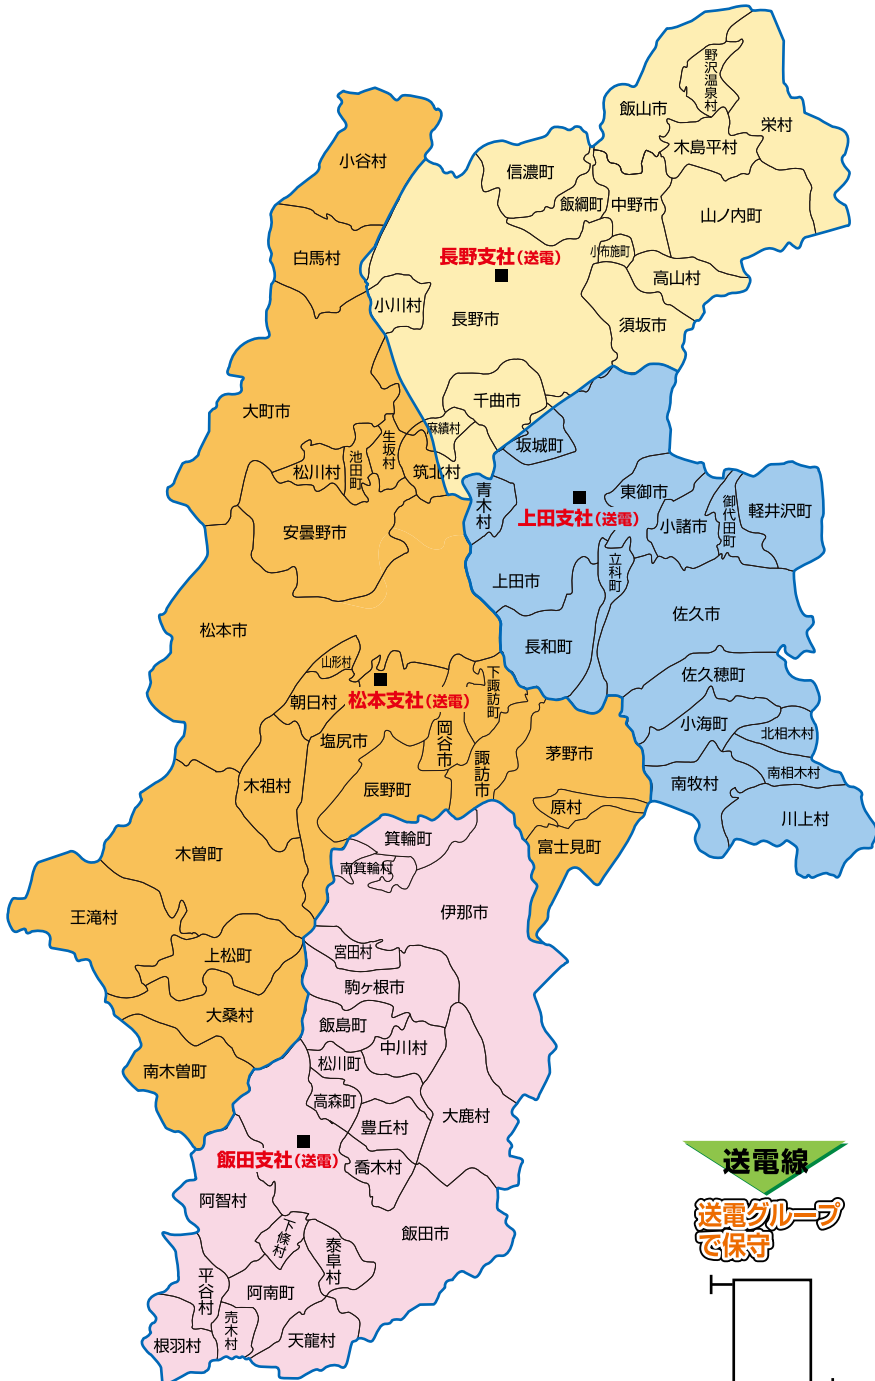 野沢温泉村
飯山市
栄村
木島平村
小谷村
信濃町
飯綱町
中野市
山ノ内町
白馬村
長野支社(送電)
小布施町
高山村
小川村
長野市
須坂市
大町市
千曲市
麻績村
生坂村
坂城町
松川村
池田町
筑北村
青木村
東御市
御代田町
軽井沢町
上田支社(送電)
小諸市
安曇野市
立科町
上田市
松本市
佐久市
長和町
山形村
下諏訪町
佐久穂町
朝日村
松本支社(送電)
小海町
北相木村
塩尻市
岡谷市
諏訪市
茅野市
南相木村
木祖村
辰野町
南牧村
原村
川上村
箕輪町
富士見町
木曽町
南箕輪村
伊那市
王滝村
上松町
宮田村
駒ヶ根市
大桑村
飯島町
中川村
松川町
南木曽町
高森町
大鹿村
豊丘村
飯田支社(送電)
喬木村
送電線
阿智村
送電グループ
で保守
下條村
飯田市
泰阜村
平谷村
阿南町
売木村
根羽村
天龍村